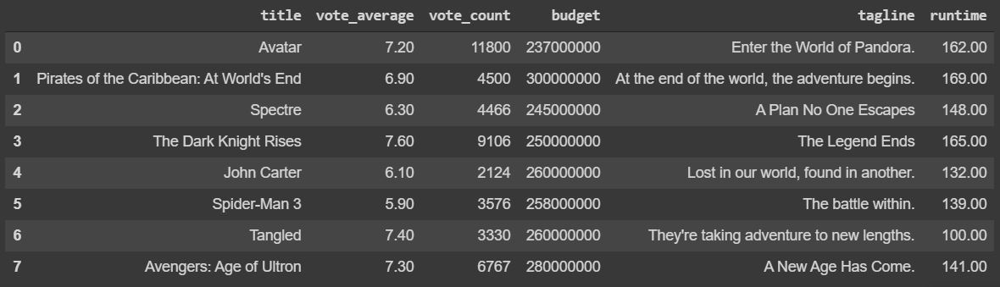 title vote_average vote_count budget tagline runtime
0 Avatar 7.20 11800 237000000 Enter the World of Pandora. 162.00
1 Pirates of the Caribbean: At World's End 6.90 4500 300000000 At the end of the world, the adventure begins. 169.00
2 Spectre 6.30 4466 245000000 A Plan No One Escapes 148.00
3 The Dark Knight Rises 7.60 9106 250000000 The Legend Ends 165.00
4 John Carter 6.10 2124 260000000 Lost in our world, found in another. 132.00
5 Spider-Man 3 5.90 3576 258000000 The battle within. 139.00
6 Tangled 7.40 3330 260000000 They're taking adventure to new lengths. 100.00
7 Avengers: Age of Ultron 7.30 6767 280000000 A New Age Has Come. 141.00